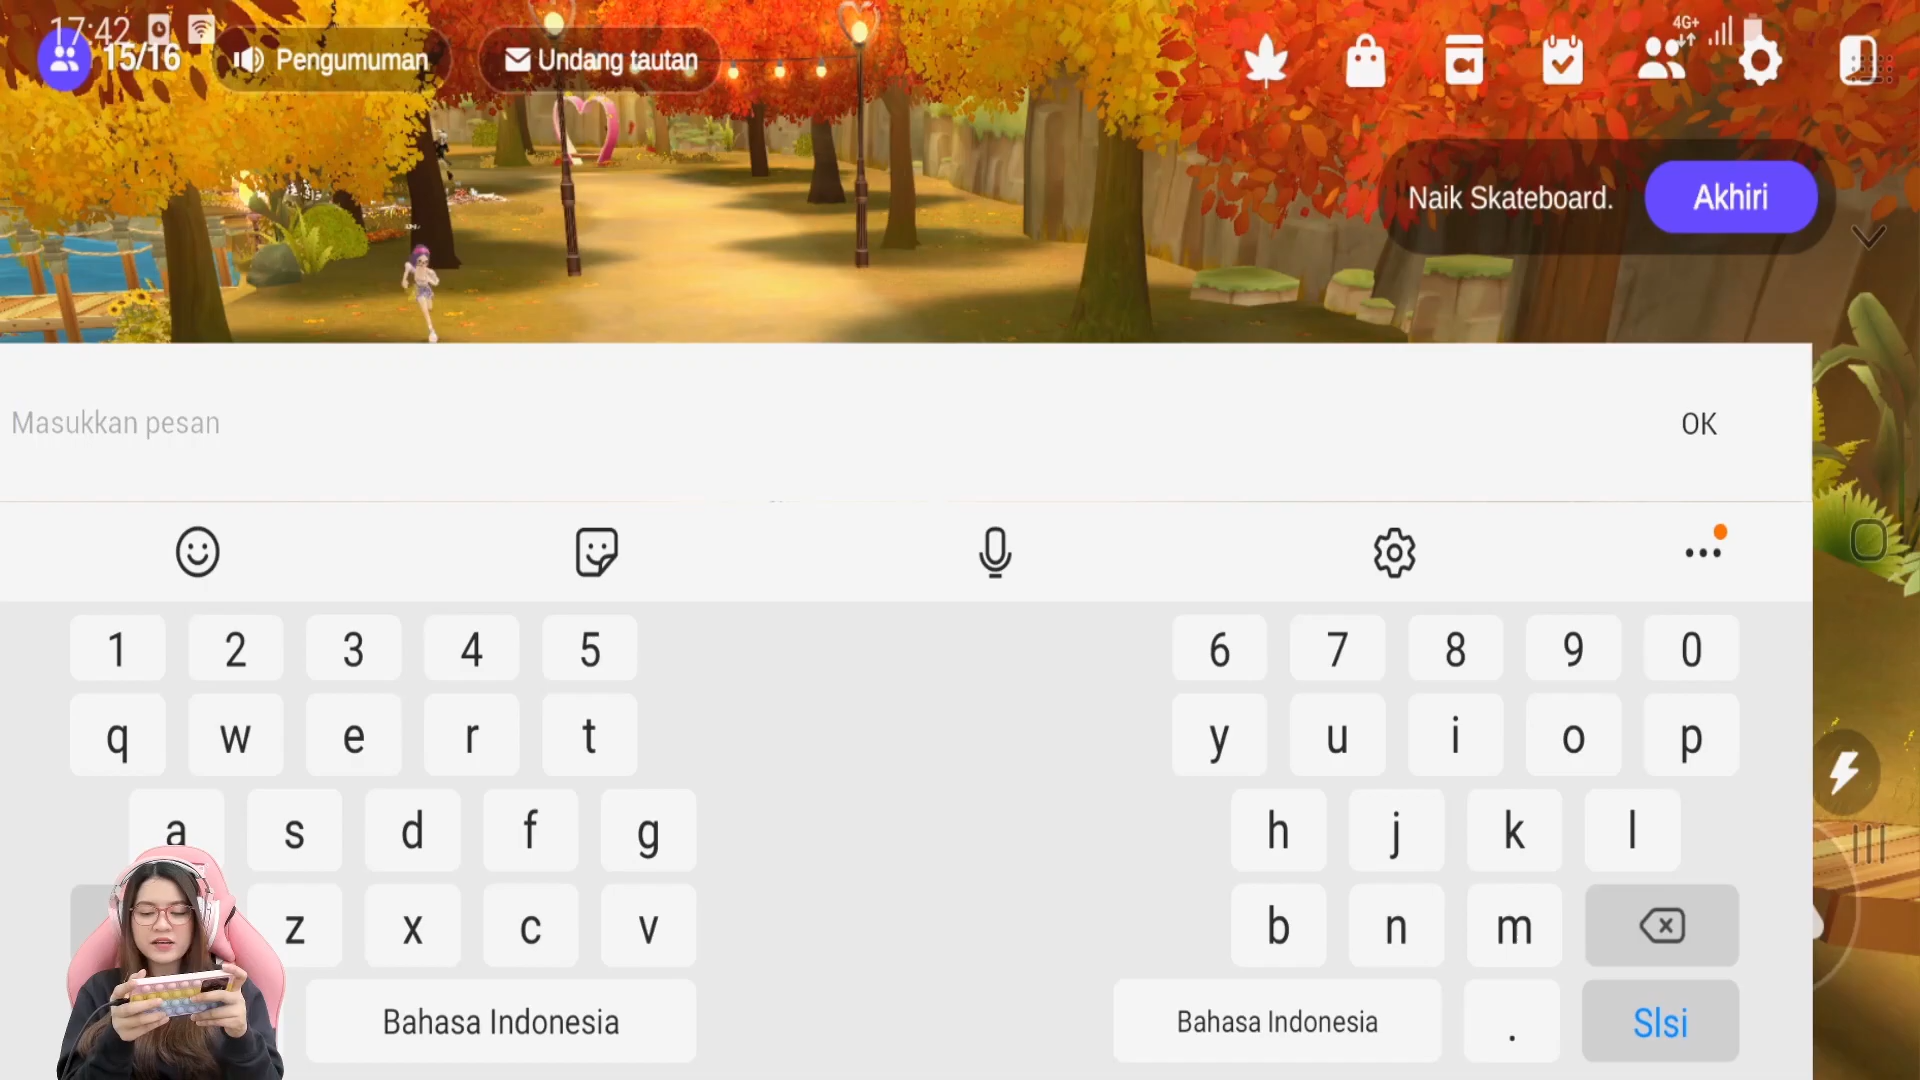 17:42
4G+
15/16
Pengumuman
Undang tautan
Naik Skateboard.
Akhiri
Masukkan pesan
OK
1 2 3 4 5 6 7 8 9 0
q w e r t y u i o p
a s d f g h j k l
z x c v b n m
Bahasa Indonesia
Bahasa Indonesia
.
Slsi